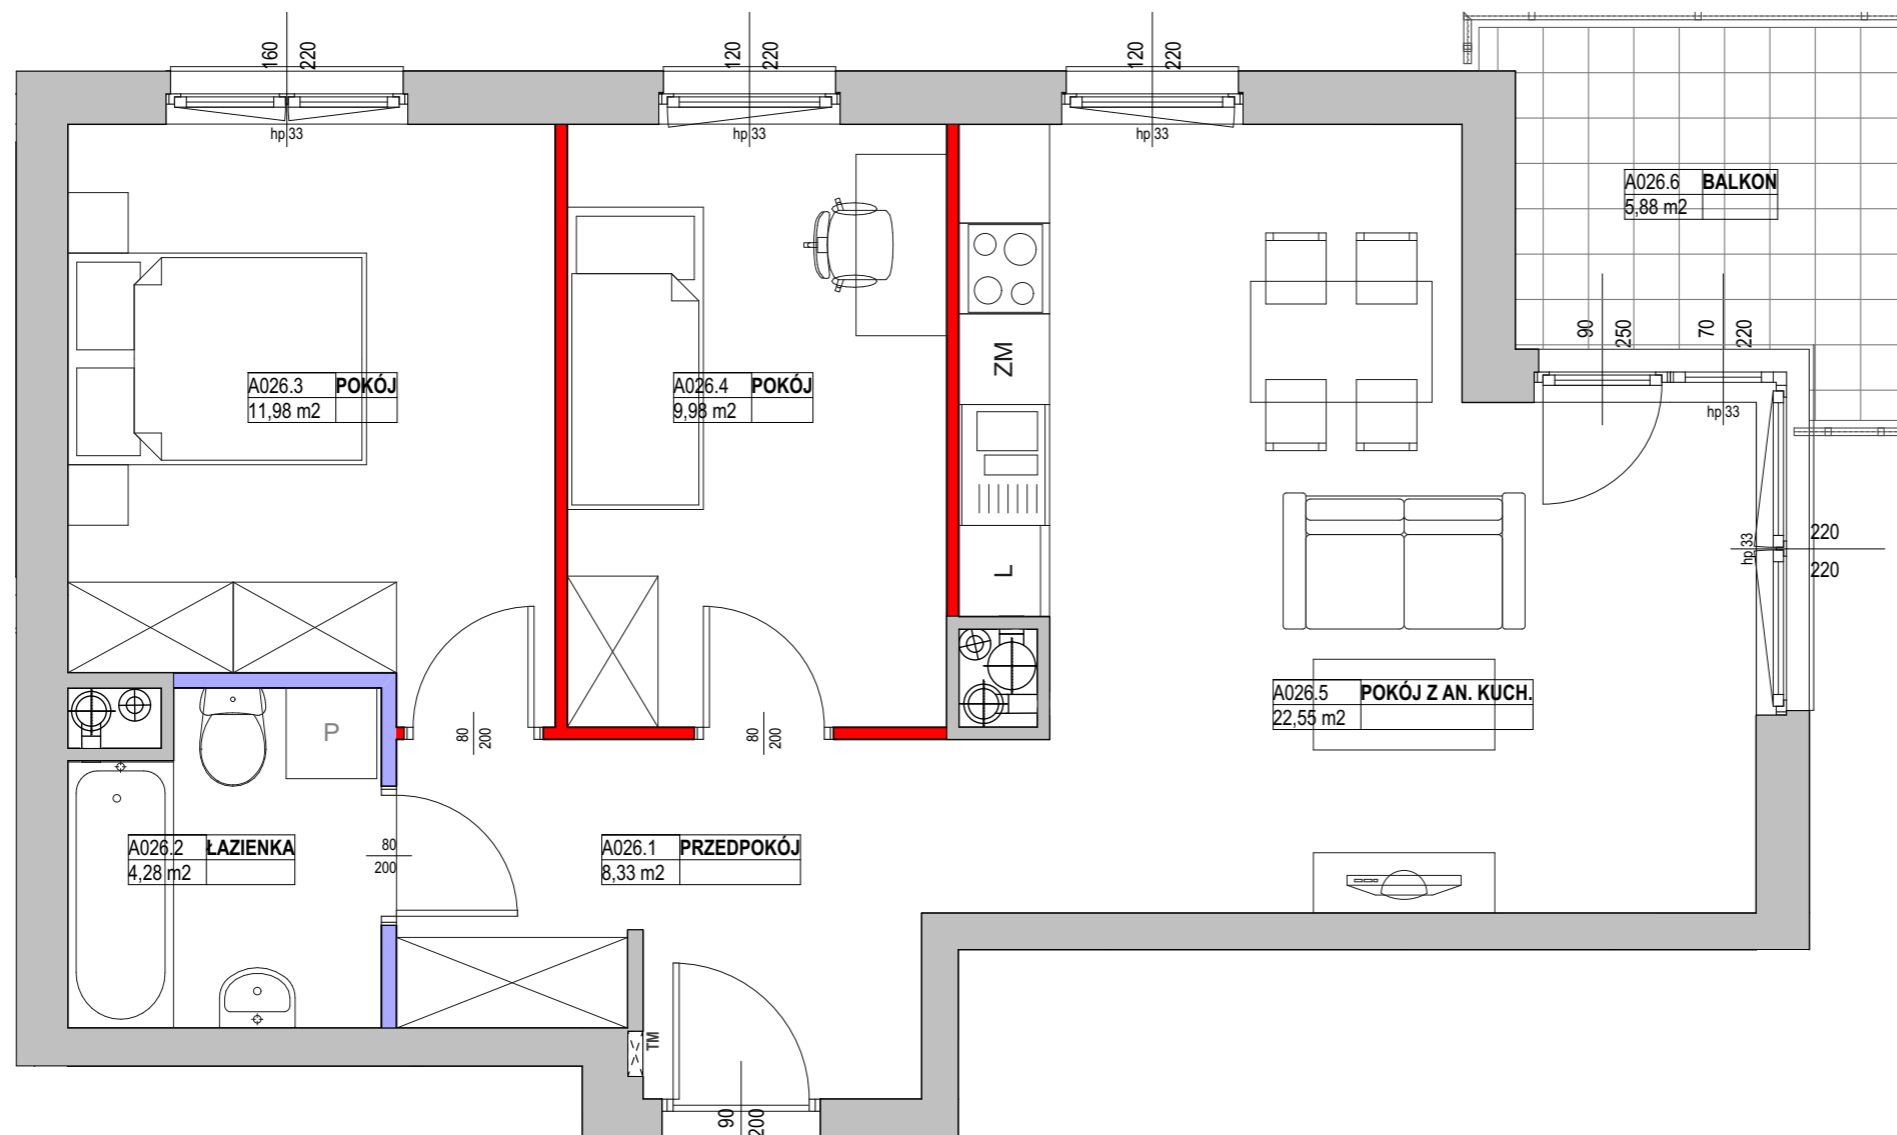 160
220
120
220
120
220
hp 33
hp 33
hp 33
A026.6 BALKON
5,88 m2
90
250
70
220
hp 33
ZM
A026.3 POKÓJ
11,98 m2
A026.4 POKÓJ
9,98 m2
L
hp 33
220
220
A026.5 POKÓJ Z AN. KUCH.
22,55 m2
P
80
200
80
200
A026.2 ŁAZIENKA
4,28 m2
80
200
A026.1 PRZEDPOKÓJ
8,33 m2
TM
90
200